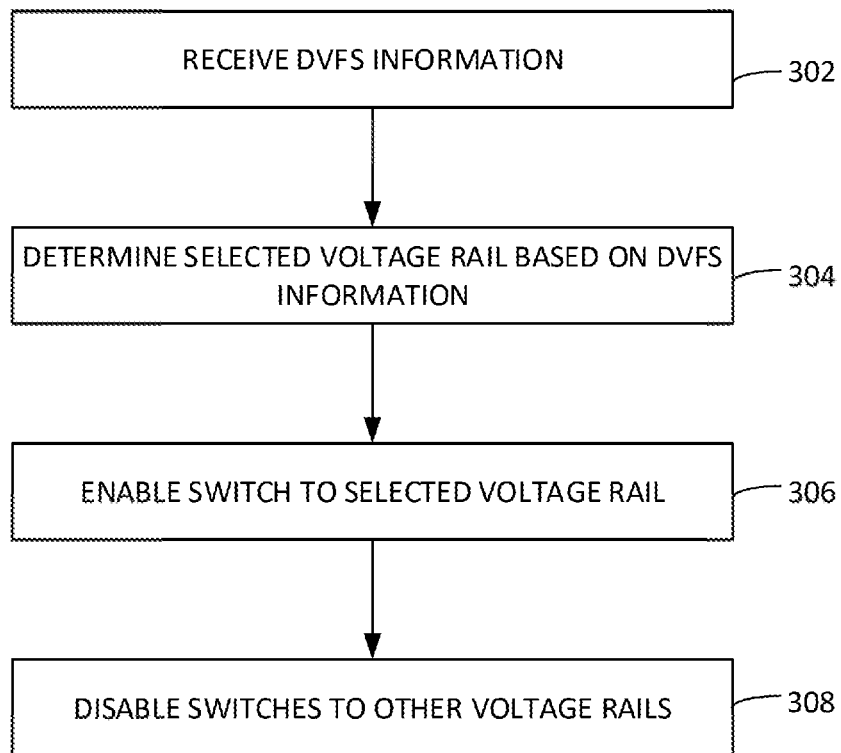 RECEIVE DVFS INFORMATION
302
DETERMINE SELECTED VOLTAGE RAIL BASED ON DVFS
INFORMATION
304
ENABLE SWITCH TO SELECTED VOLTAGE RAIL
306
DISABLE SWITCHES TO OTHER VOLTAGE RAILS
308